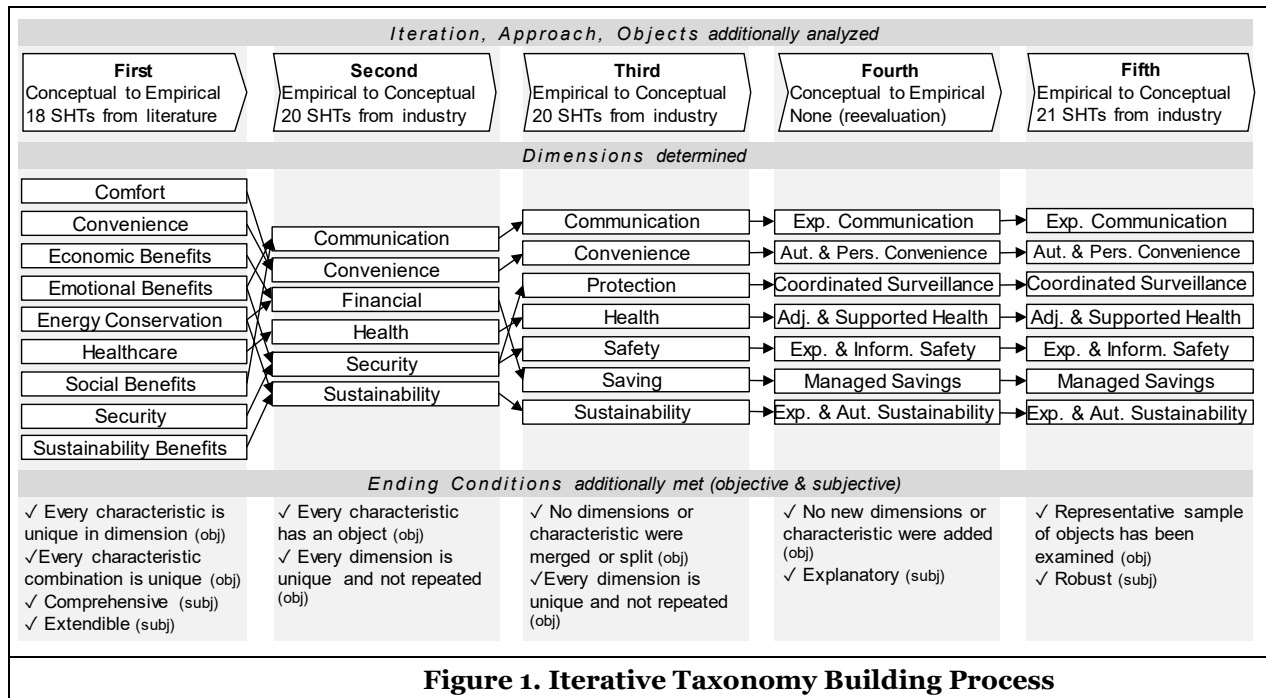 Iteration, Approach, Objects additionally analyzed
First
Conceptual to Empirical
18 SHTs from literature
Second
Empirical to Conceptual
20 SHTs from industry
Third
Empirical to Conceptual
20 SHTs from industry
Fourth
Conceptual to Empirical
None (reevaluation)
Fifth
Empirical to Conceptual
21 SHTs from industry
Dimensions determined
Comfort
Convenience
Economic Benefits
Emotional Benefits
Energy Conservation
Healthcare
Social Benefits
Security
Sustainability Benefits
Communication
Convenience
Financial
Health
Security
Sustainability
Communication
Convenience
Protection
Health
Safety
Saving
Sustainability
Exp. Communication
Aut. & Pers. Convenience
Coordinated Surveillance
Adj. & Supported Health
Exp. & Inform. Safety
Managed Savings
Exp. & Aut. Sustainability
Exp. Communication
Aut. & Pers. Convenience
Coordinated Surveillance
Adj. & Supported Health
Exp. & Inform. Safety
Managed Savings
Exp. & Aut. Sustainability
Ending Conditions additionally met (objective & subjective)
✓ Every characteristic is
unique in dimension (obj)
✓Every characteristic
combination is unique (obj)
✓ Comprehensive (subj)
✓ Extendible (subj)
✓ Every characteristic
has an object (obj)
✓ Every dimension is
unique and not repeated
(obj)
✓ No dimensions or
characteristic were
merged or split (obj)
✓Every dimension is
unique and not repeated
(obj)
✓ No new dimensions or
characteristic were added
(obj)
✓ Explanatory (subj)
✓ Representative sample
of objects has been
examined (obj)
✓ Robust (subj)
Figure 1. Iterative Taxonomy Building Process